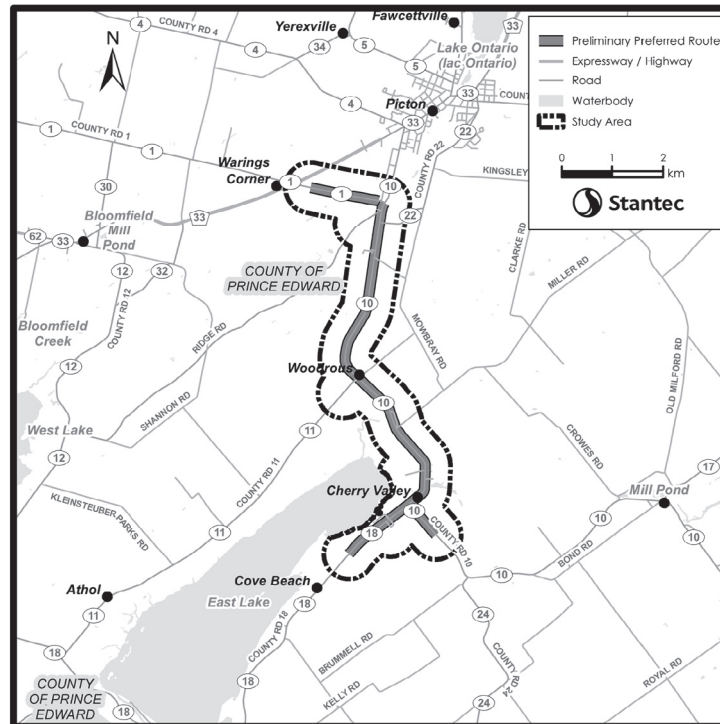 Fawcettville
Yerexville
COUNTY RD 4
4
4
34
5
5
33
Lake Ontario
(lac Ontario)
N
33
COUNT
Picton
4
33
22
1
COUNTY RD 1
1
Warings
Corner
1
1
10
COUNTY RD 22
KINGSLEY
30
Bloomfield
Mill
Pond
33
22
62
33
12
32
COUNTY RD 12
COUNTY OF
PRINCE EDWARD
CLARKE RD
MILLER RD
10
Bloomfield
Creek
RIDGE RD
MOWBRAY RD
OLD MILFORD RD
12
Woodrous
10
SHANNON RD
West Lake
11
CROWES RD
12
COUNTY RD 11
17
KLEINSTEUBER PARKS RD
Cherry Valley
Mill Pond
10
10
11
18
COUNTY RD 10
10
BOND RD
Athol
Cove Beach
10
11
East Lake
18
24
18
COUNTY RD 18
BRUMMELL RD
COUNTY RD 24
ROYAL RD
COUNTY
OF PRINCE
EDWARD
18
18
KELLY RD
24
Preliminary Preferred Route
Expressway / Highway
Road
Waterbody
Study Area
0 1 2
km
Stantec